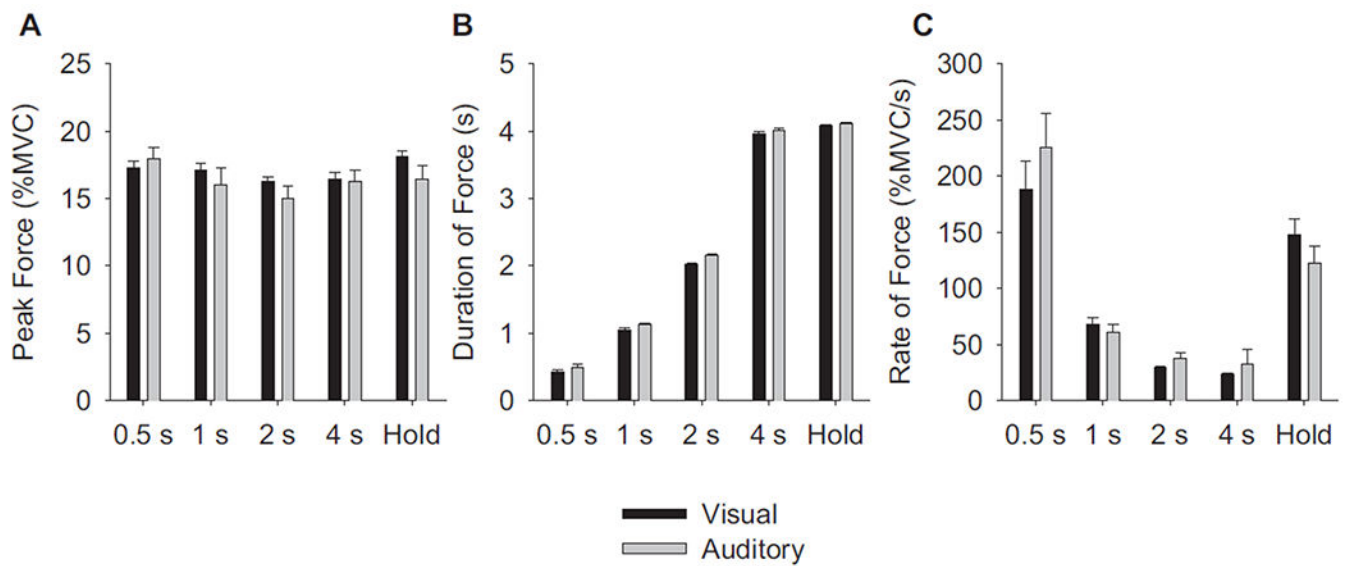 A
Peak Force (%MVC)
25
20
15
10
5
0
0.5 s 1 s 2 s 4 s Hold
B
Duration of Force (s)
5
4
3
2
1
0
0.5 s 1 s 2 s 4 s Hold
C
Rate of Force (%MVC/s)
300
250
200
150
100
50
0
0.5 s 1 s 2 s 4 s Hold
Visual
Auditory